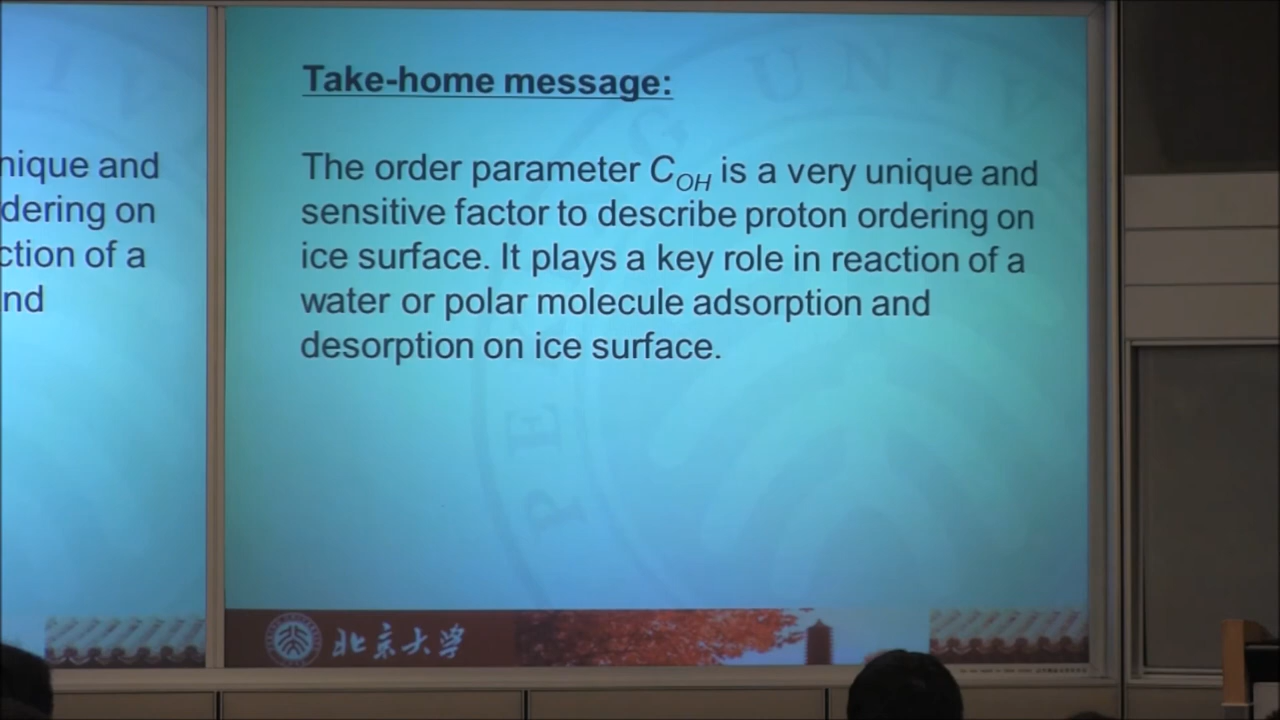 nique and
dering on
ction of a
nd
Take-home message:
The order parameter C_OH is a very unique and
sensitive factor to describe proton ordering on
ice surface. It plays a key role in reaction of a
water or polar molecule adsorption and
desorption on ice surface.
北京大学